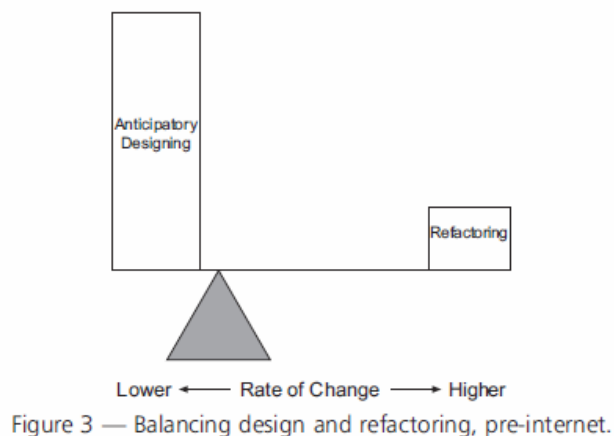 Anticipatory
Designing
Refactoring
Lower ← Rate of Change → Higher
Figure 3 — Balancing design and refactoring, pre-internet.